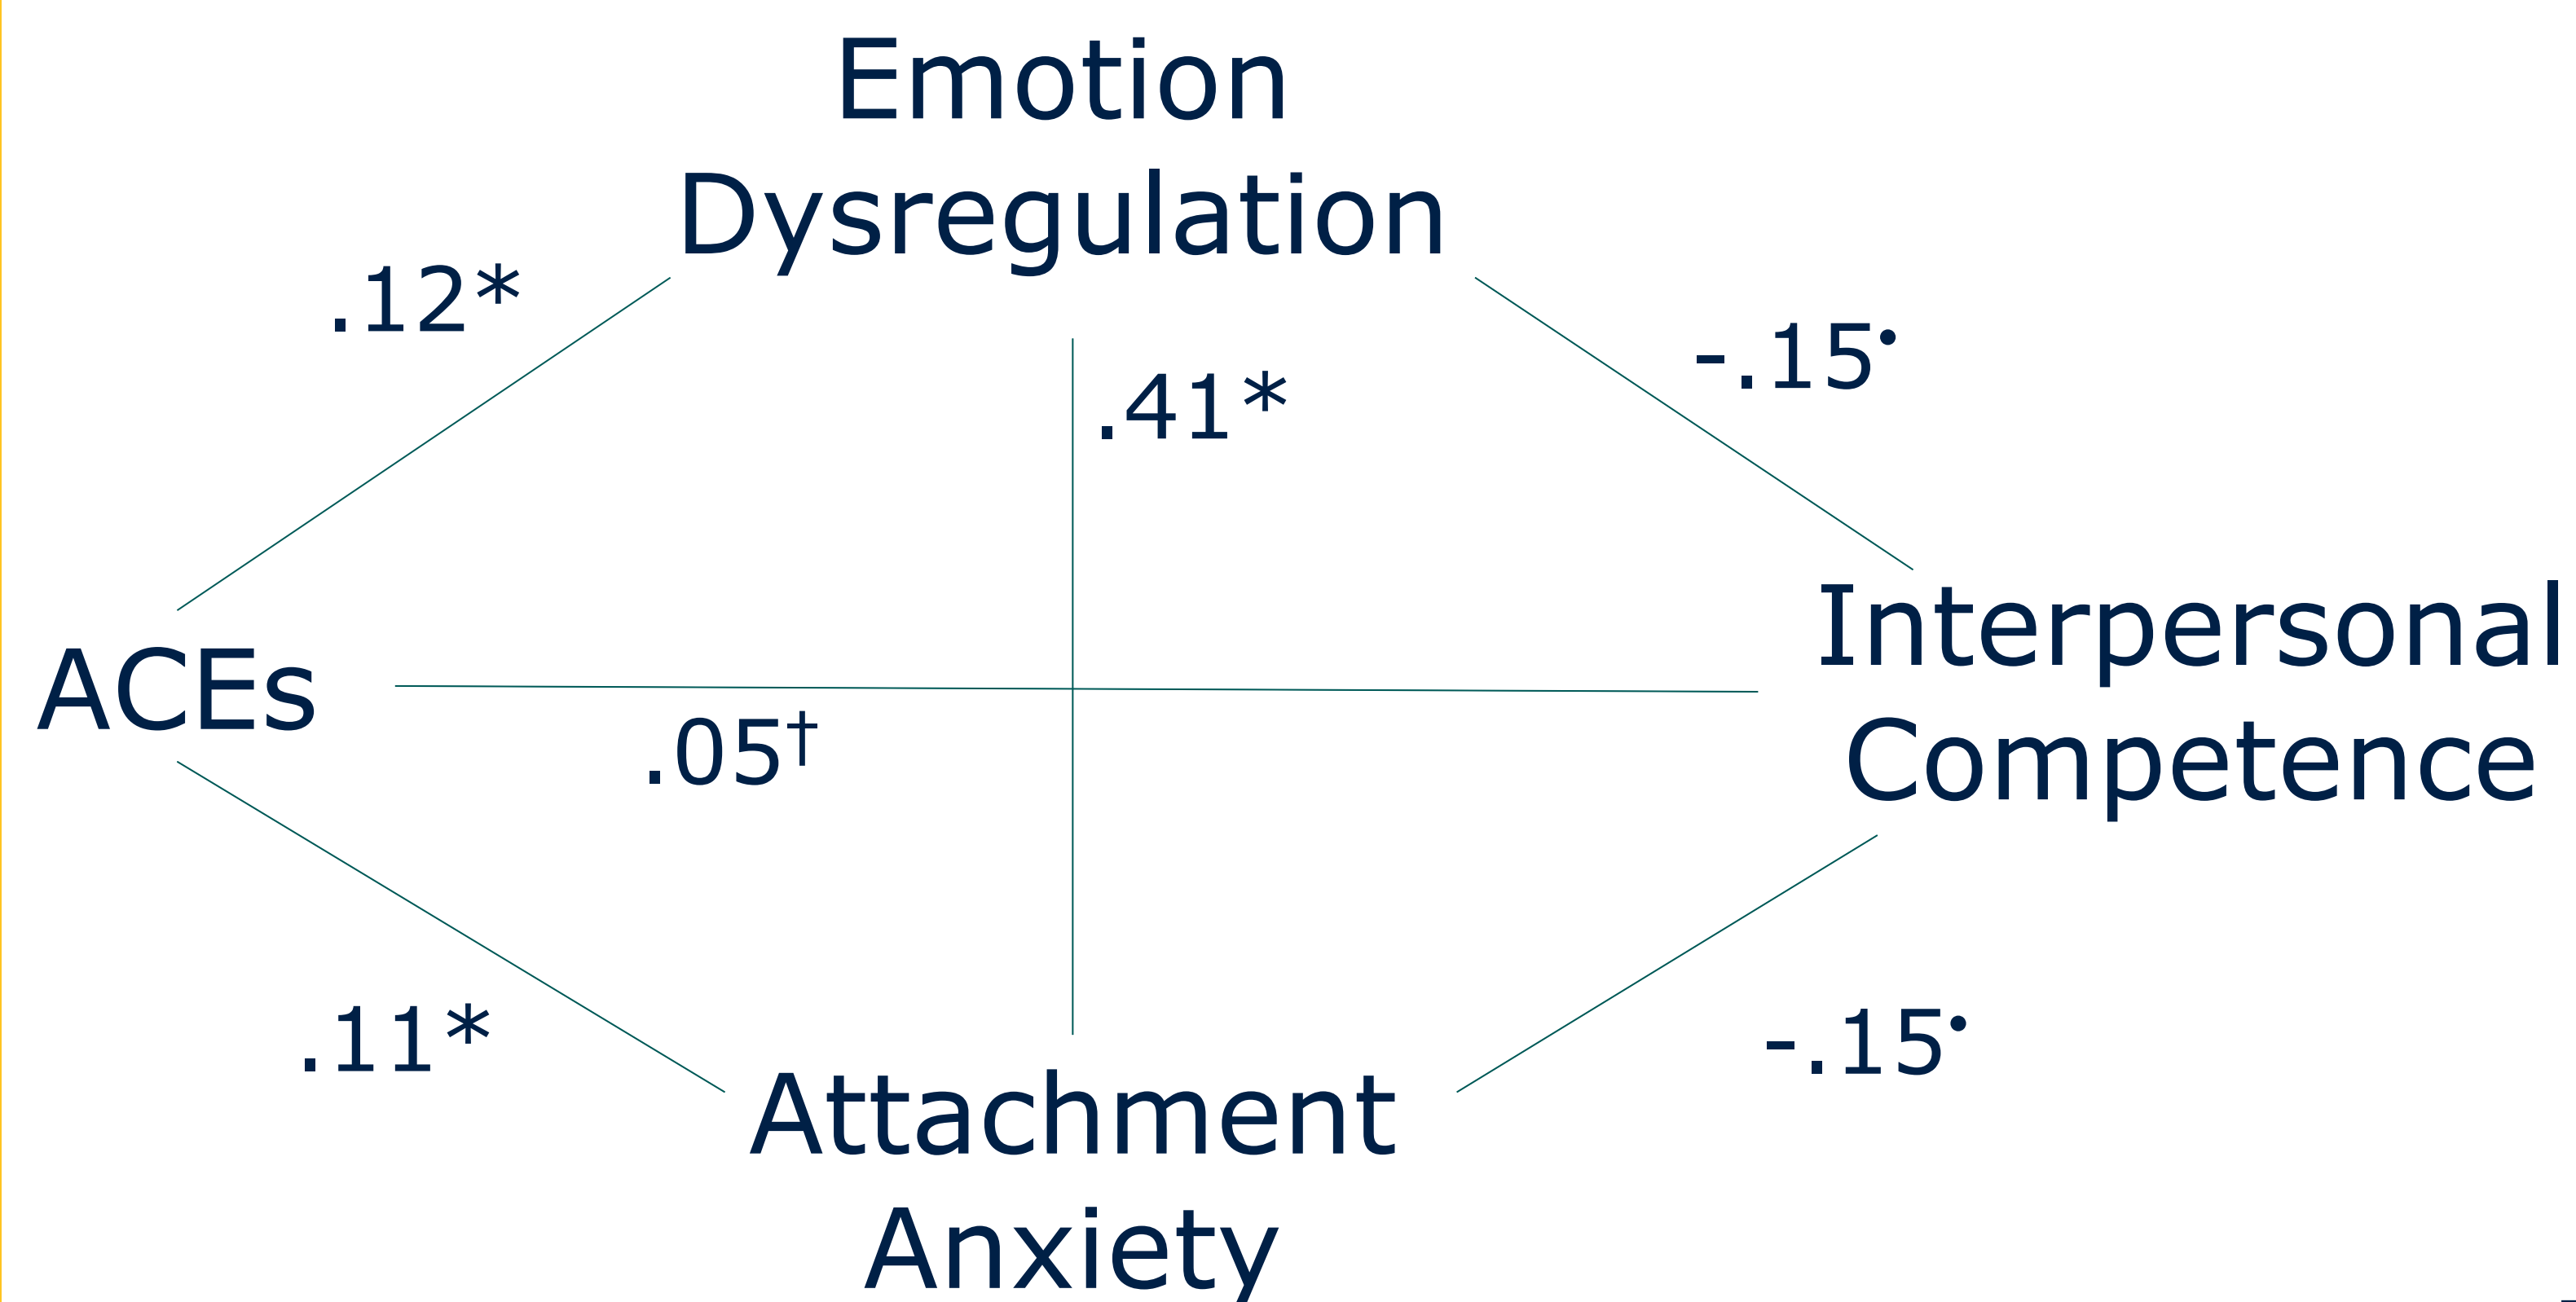 Emotion
Dysregulation
.12*
-.15•
.41*
ACEs
Interpersonal
Competence
.05†
.11*
-.15•
Attachment
Anxiety